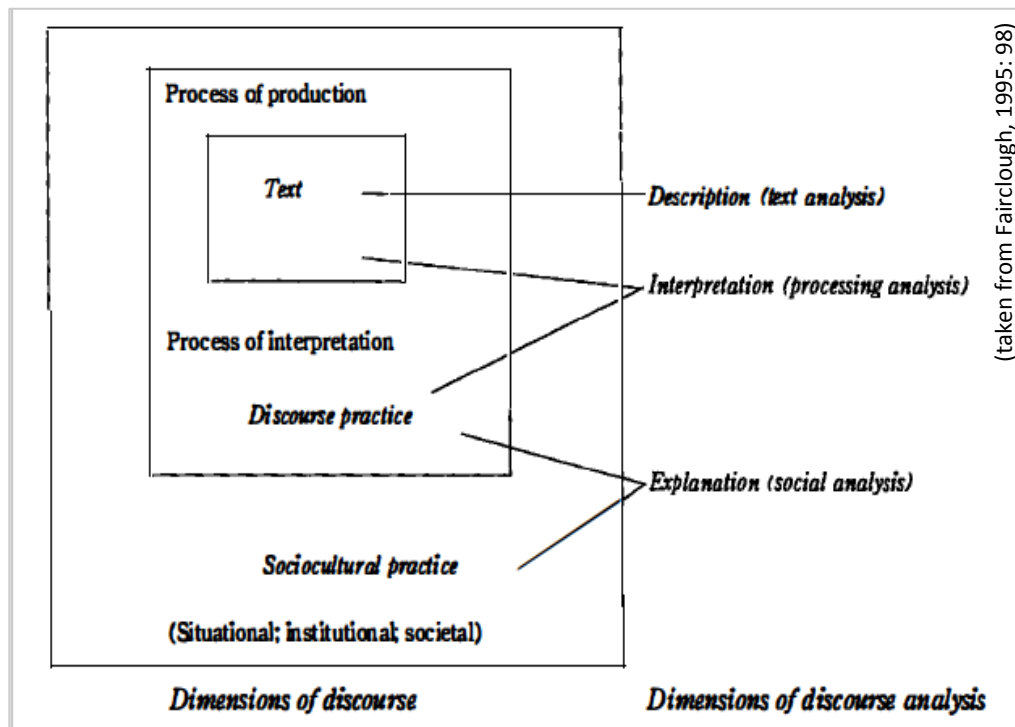 Process of production
Text
Description (text analysis)
Interpretation (processing analysis)
Process of interpretation
Discourse practice
Explanation (social analysis)
Sociocultural practice
(Situational; institutional; societal)
Dimensions of discourse
Dimensions of discourse analysis
(taken from Fairclough, 1995: 98)